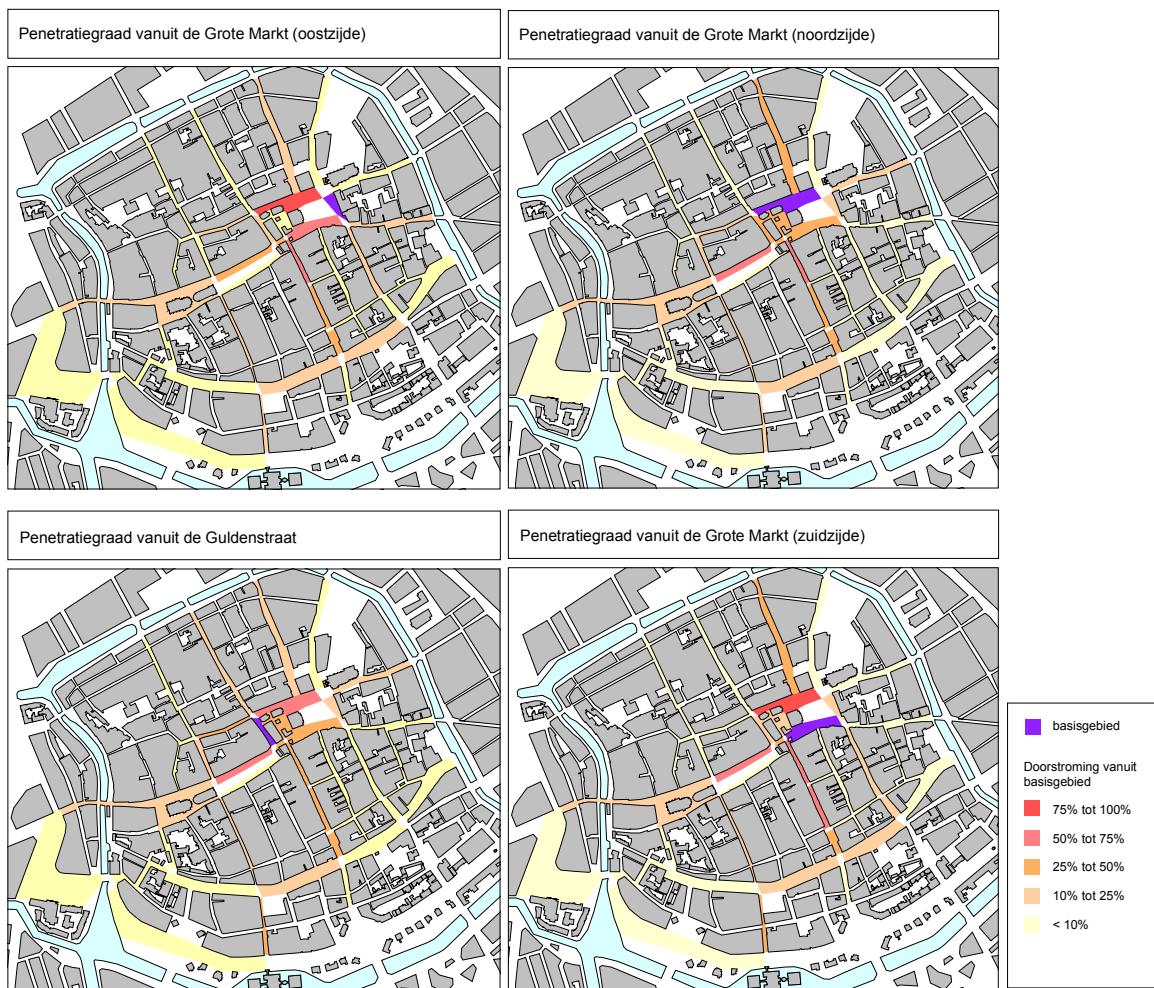 Penetratiegraad vanuit de Grote Markt (oostzijde)
Penetratiegraad vanuit de Grote Markt (noordzijde)
Penetratiegraad vanuit de Guldenstraat
Penetratiegraad vanuit de Grote Markt (zuidzijde)
basisgebied
Doorstroming vanuit
basisgebied
75% tot 100%
50% tot 75%
25% tot 50%
10% tot 25%
< 10%